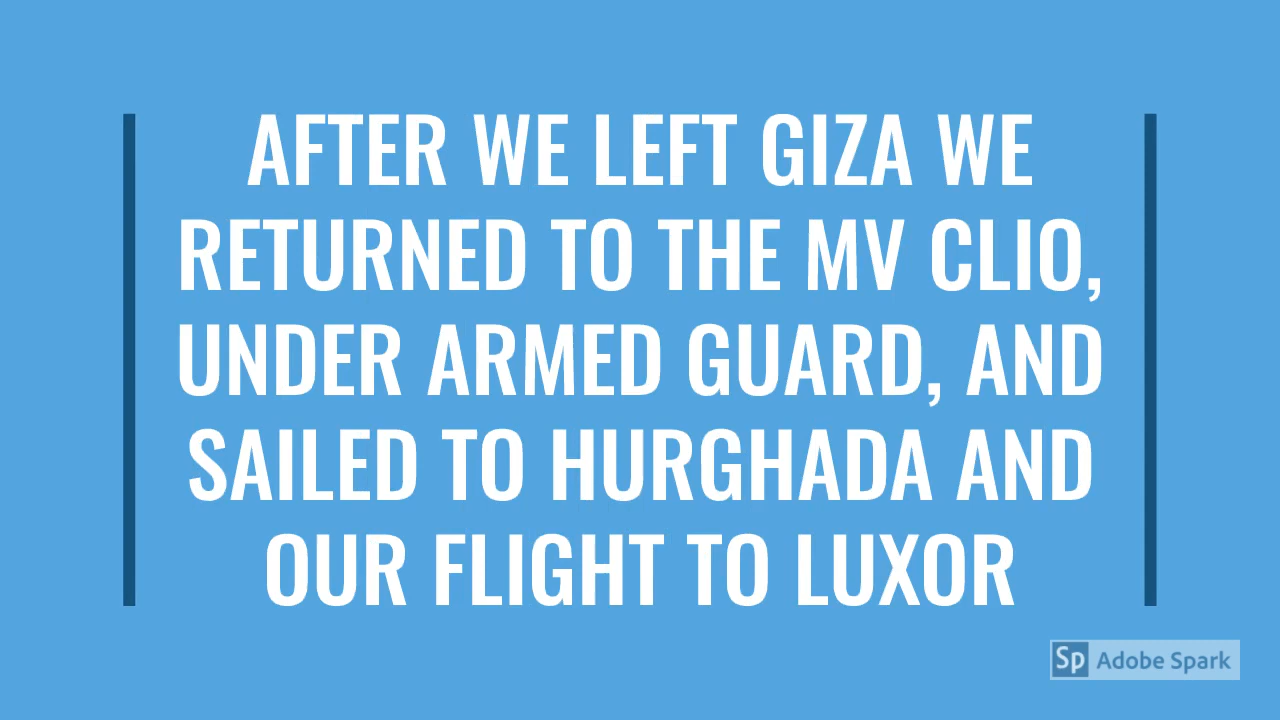 AFTER WE LEFT GIZA WE
RETURNED TO THE MV CLIO,
UNDER ARMED GUARD, AND
SAILED TO HURGHADA AND
OUR FLIGHT TO LUXOR
Sp Adobe Spark